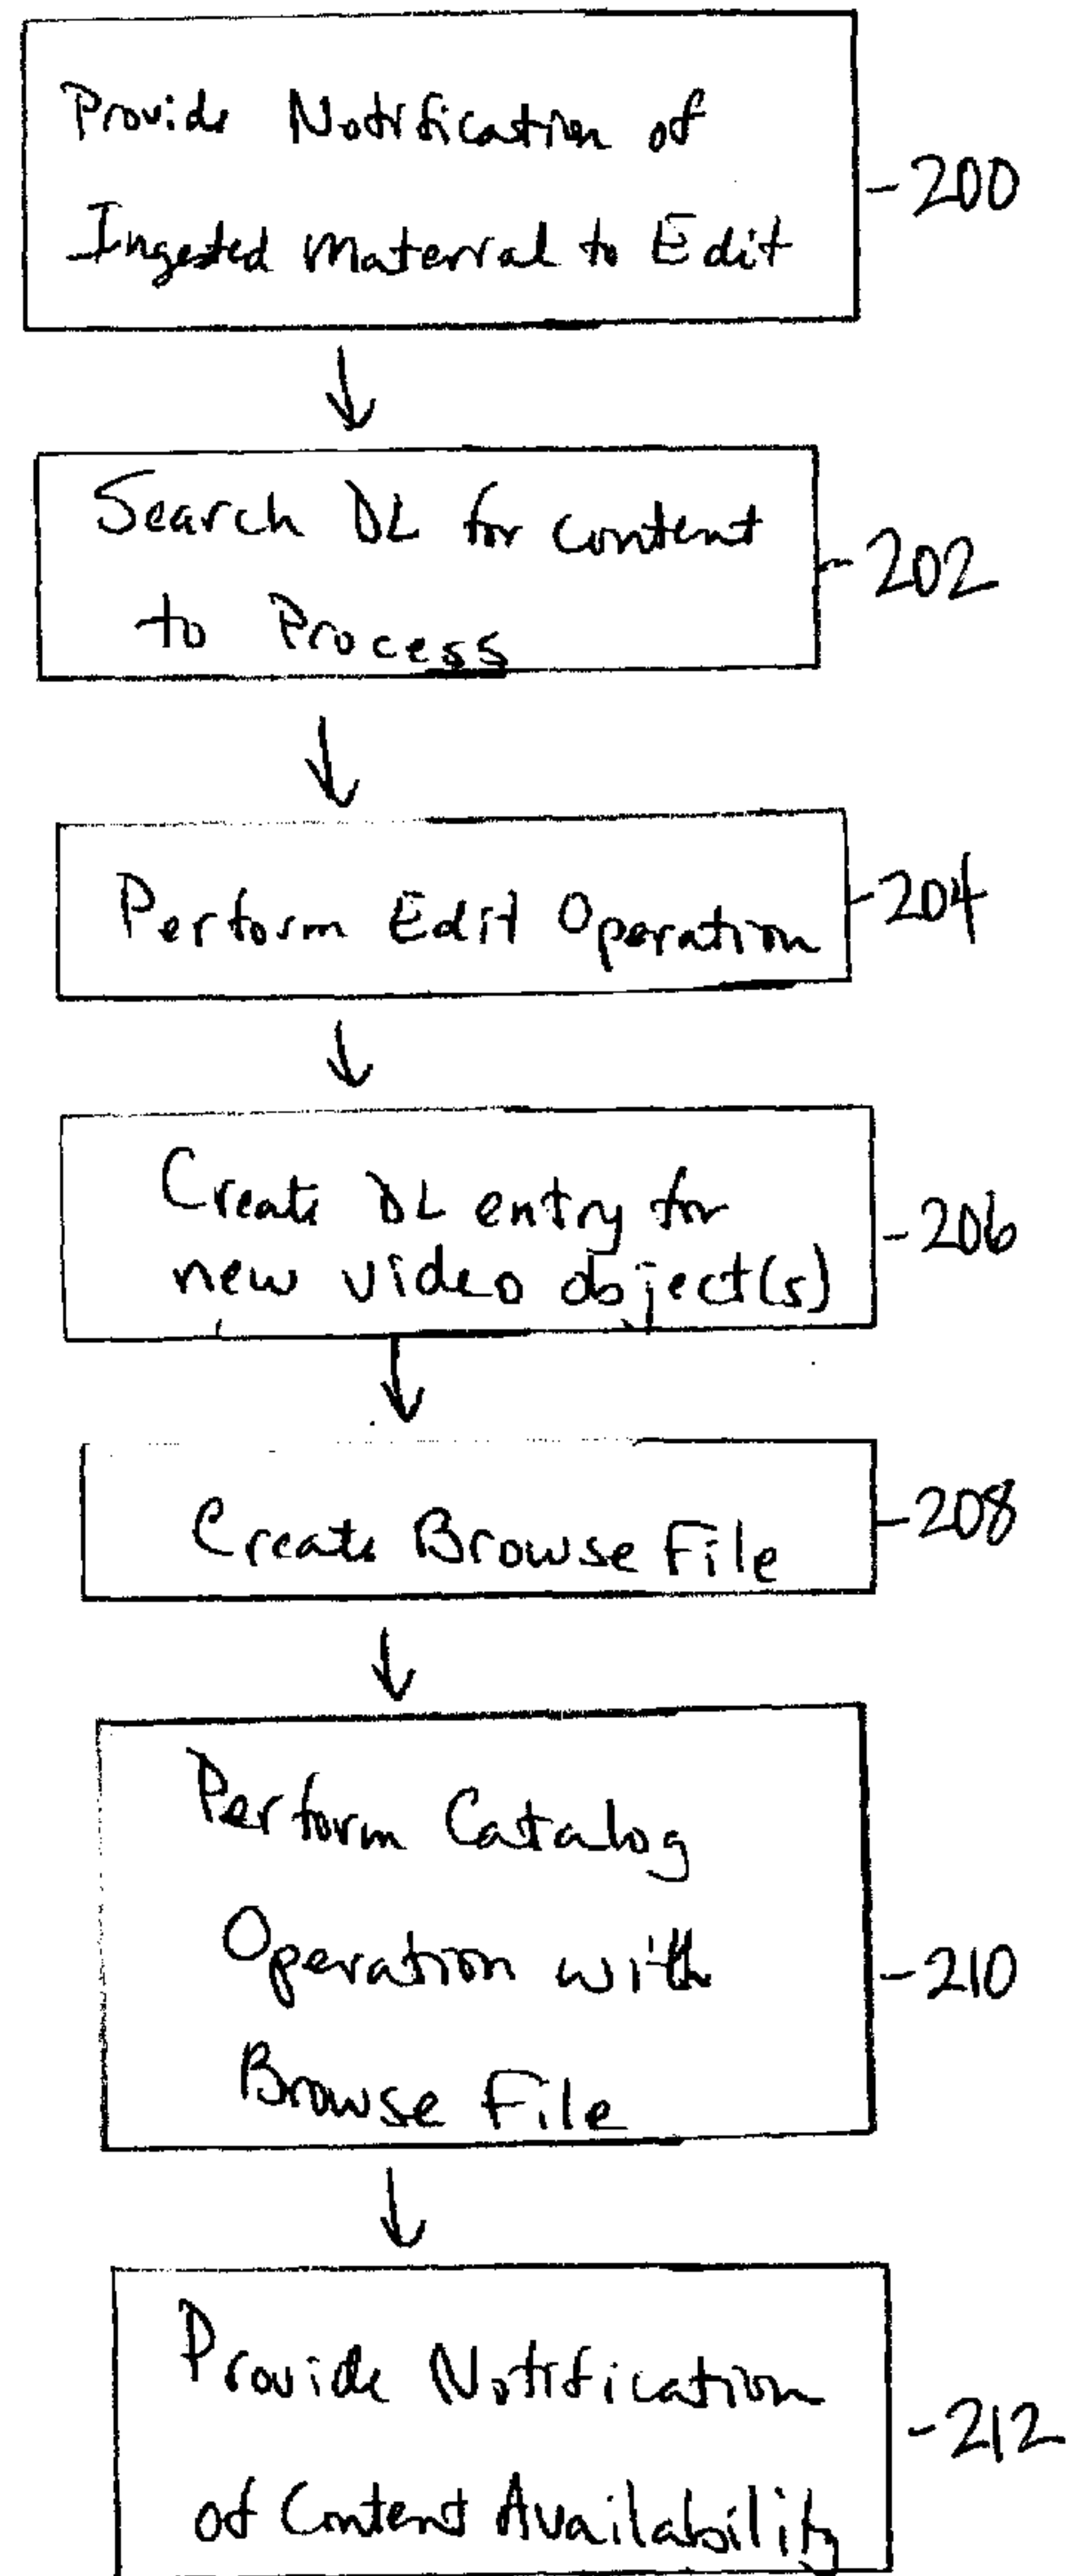 Provide Notification of
Ingested Material to Edit
-200
Search DL for content
to Process
-202
Perform Edit Operation
-204
Create DL entry for
new video object(s)
-206
Create Browse File
-208
Perform Catalog
Operation with
Browse File
-210
Provide Notification
of Content Availability
-212